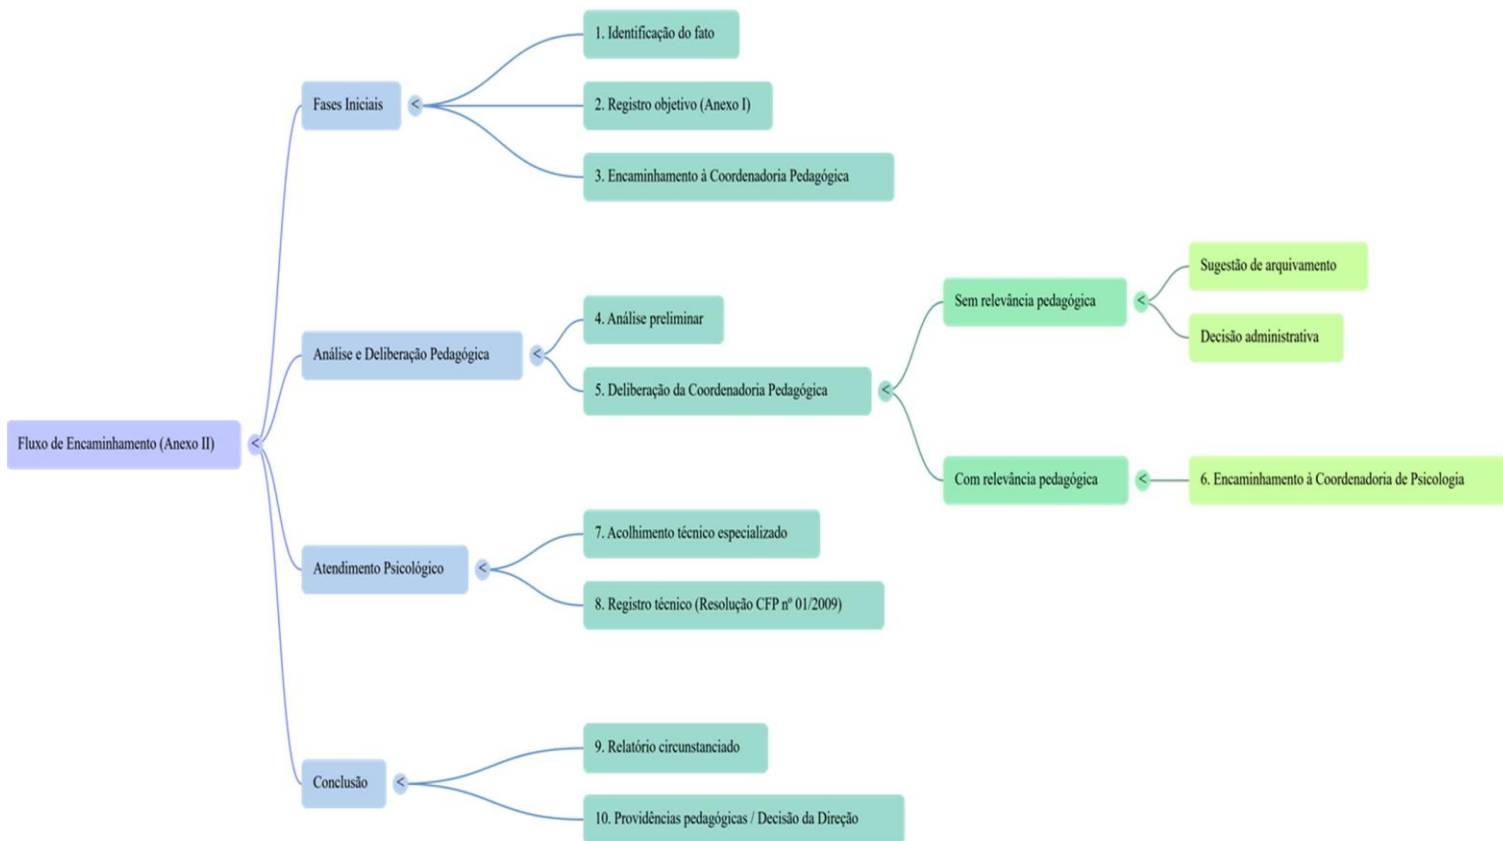 1. Identificação do fato
Fases Iniciais
<
2. Registro objetivo (Anexo I)
3. Encaminhamento à Coordenadoria Pedagógica
Sugestão de arquivamento
Sem relevância pedagógica
<
4. Análise preliminar
Decisão administrativa
Análise e Deliberação Pedagógica
<
5. Deliberação da Coordenadoria Pedagógica
<
Fluxo de Encaminhamento (Anexo II)
<
Com relevância pedagógica
<
6. Encaminhamento à Coordenadoria de Psicologia
7. Acolhimento técnico especializado
Atendimento Psicológico
<
8. Registro técnico (Resolução CFP nº 01/2009)
9. Relatório circunstanciado
Conclusão
<
10. Providências pedagógicas / Decisão da Direção